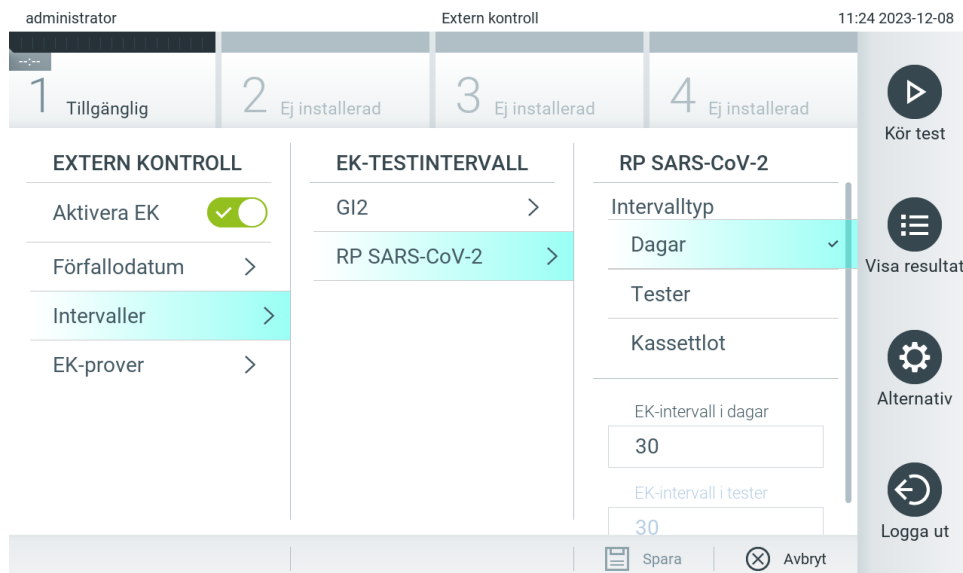 administrator
Extern kontroll
11:24 2023-12-08
--:--
1 Tillgänglig
2 Ej installerad
3 Ej installerad
4 Ej installerad
Kör test
Visa resultat
Alternativ
Logga ut
EXTERN KONTROLL
Aktivera EK
Förfallodatum
Intervaller
EK-prover
EK-TESTINTERVALL
GI2
RP SARS-CoV-2
RP SARS-CoV-2
Intervalltyp
Dagar
Tester
Kassettlot
EK-intervall i dagar
30
EK-intervall i tester
30
Spara
Avbryt